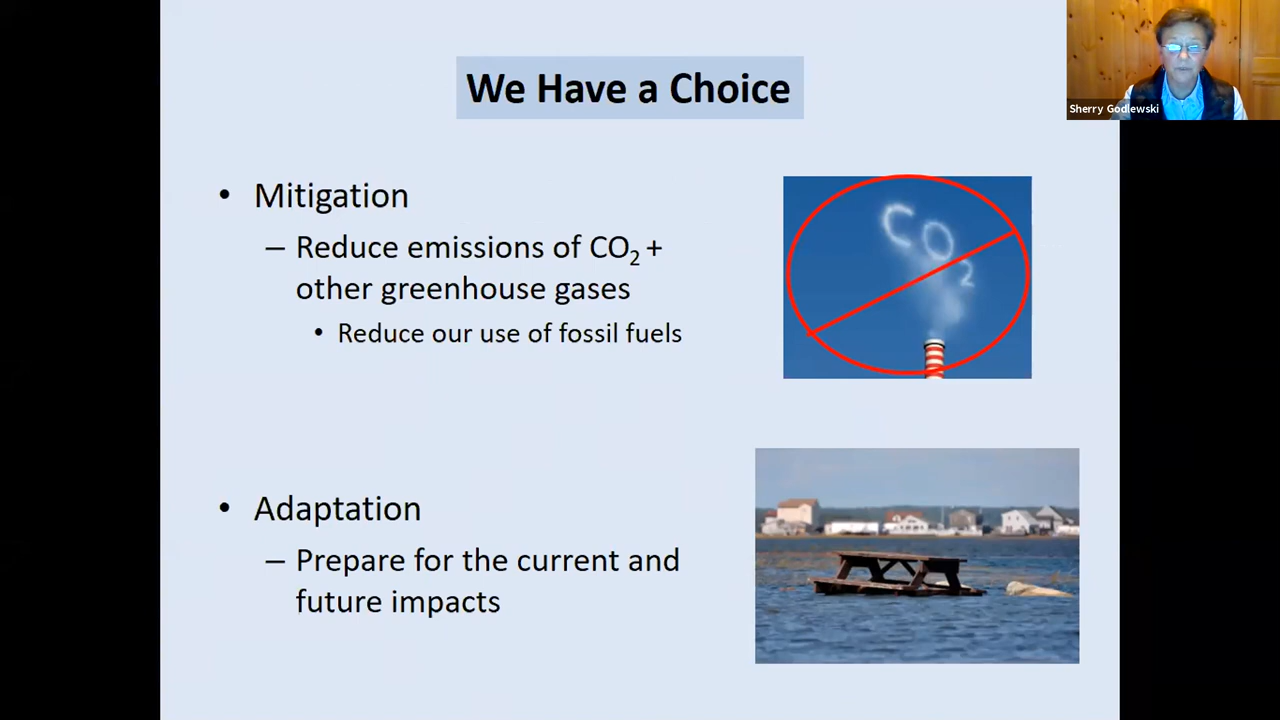 We Have a Choice
Sherry Godlewski
• Mitigation
– Reduce emissions of CO₂ +
other greenhouse gases
• Reduce our use of fossil fuels
CO₂
• Adaptation
– Prepare for the current and
future impacts